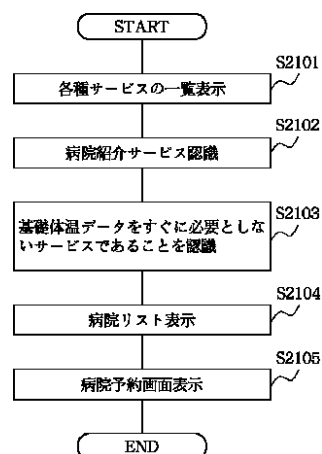 START
S2101
各種サービスの一覧表示
S2102
病院紹介サービス認識
S2103
基礎体温データをすぐに必要としな
いサービスであることを認識
S2104
病院リスト表示
S2105
病院予約画面表示
END